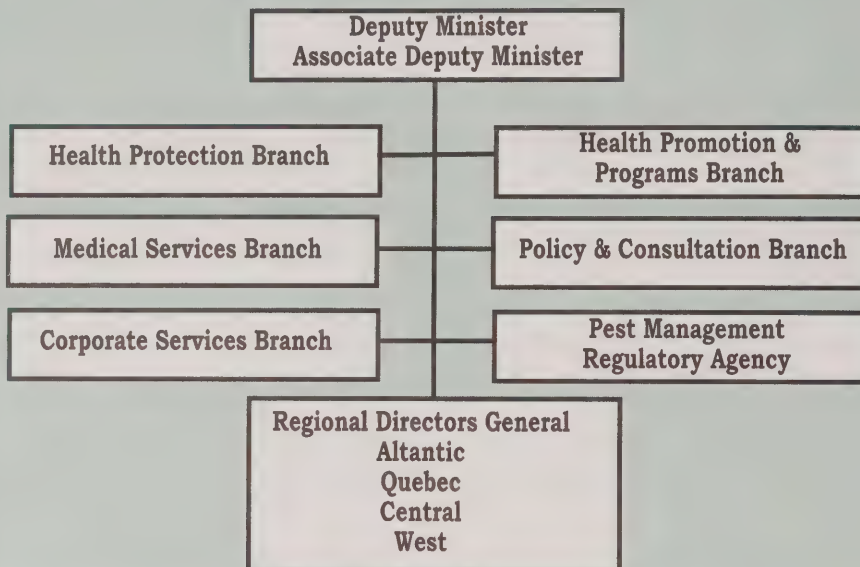 Deputy Minister
Associate Deputy Minister
Health Protection Branch
Health Promotion &
Programs Branch
Medical Services Branch
Policy & Consultation Branch
Corporate Services Branch
Pest Management
Regulatory Agency
Regional Directors General
Altantic
Quebec
Central
West